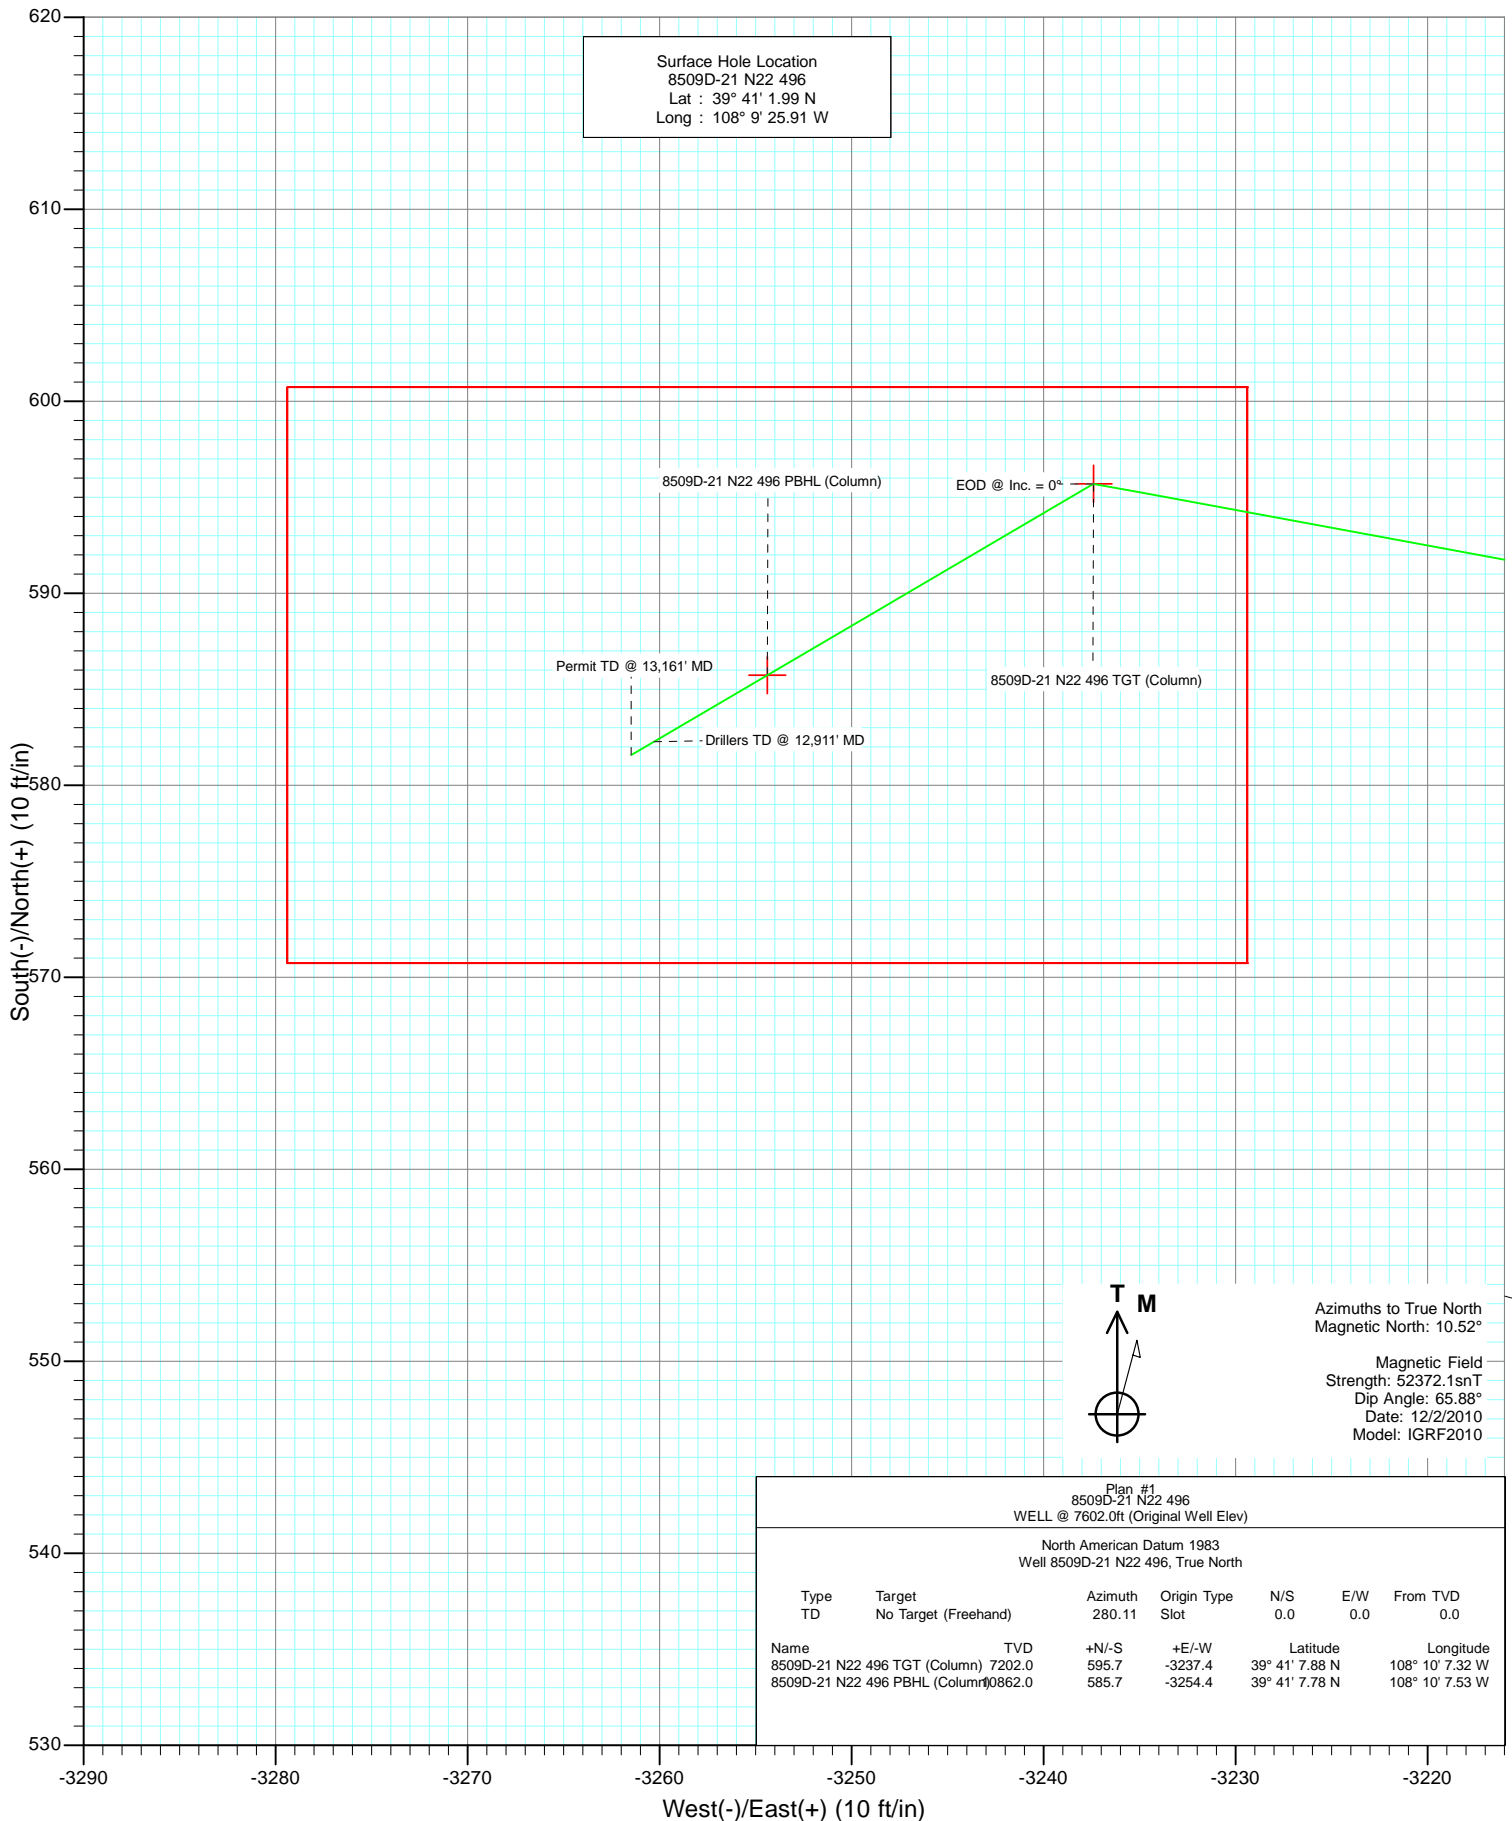 620
610
600
590
580
570
560
550
540
530
South(-)/North(+) (10 ft/in)
Surface Hole Location
8509D-21 N22 496
Lat : 39° 41' 1.99 N
Long : 108° 9' 25.91 W
8509D-21 N22 496 PBHL (Column)
EOD @ Inc. = 0°
Permit TD @ 13,161' MD
8509D-21 N22 496 TGT (Column)
Drillers TD @ 12,911' MD
T
M
Azimuths to True North
Magnetic North: 10.52°
Magnetic Field
Strength: 52372.1snT
Dip Angle: 65.88°
Date: 12/2/2010
Model: IGRF2010
Plan #1
8509D-21 N22 496
WELL @ 7602.0ft (Original Well Elev)
North American Datum 1983
Well 8509D-21 N22 496, True North
Type Target Azimuth Origin Type N/S E/W From TVD
TD No Target (Freehand) 280.11 Slot 0.0 0.0 0.0
Name TVD +N/-S +E/-W Latitude Longitude
8509D-21 N22 496 TGT (Column) 7202.0 595.7 -3237.4 39° 41' 7.88 N 108° 10' 7.32 W
8509D-21 N22 496 PBHL (Column) 10862.0 585.7 -3254.4 39° 41' 7.78 N 108° 10' 7.53 W
-3290 -3280 -3270 -3260 -3250 -3240 -3230 -3220
West(-)/East(+) (10 ft/in)